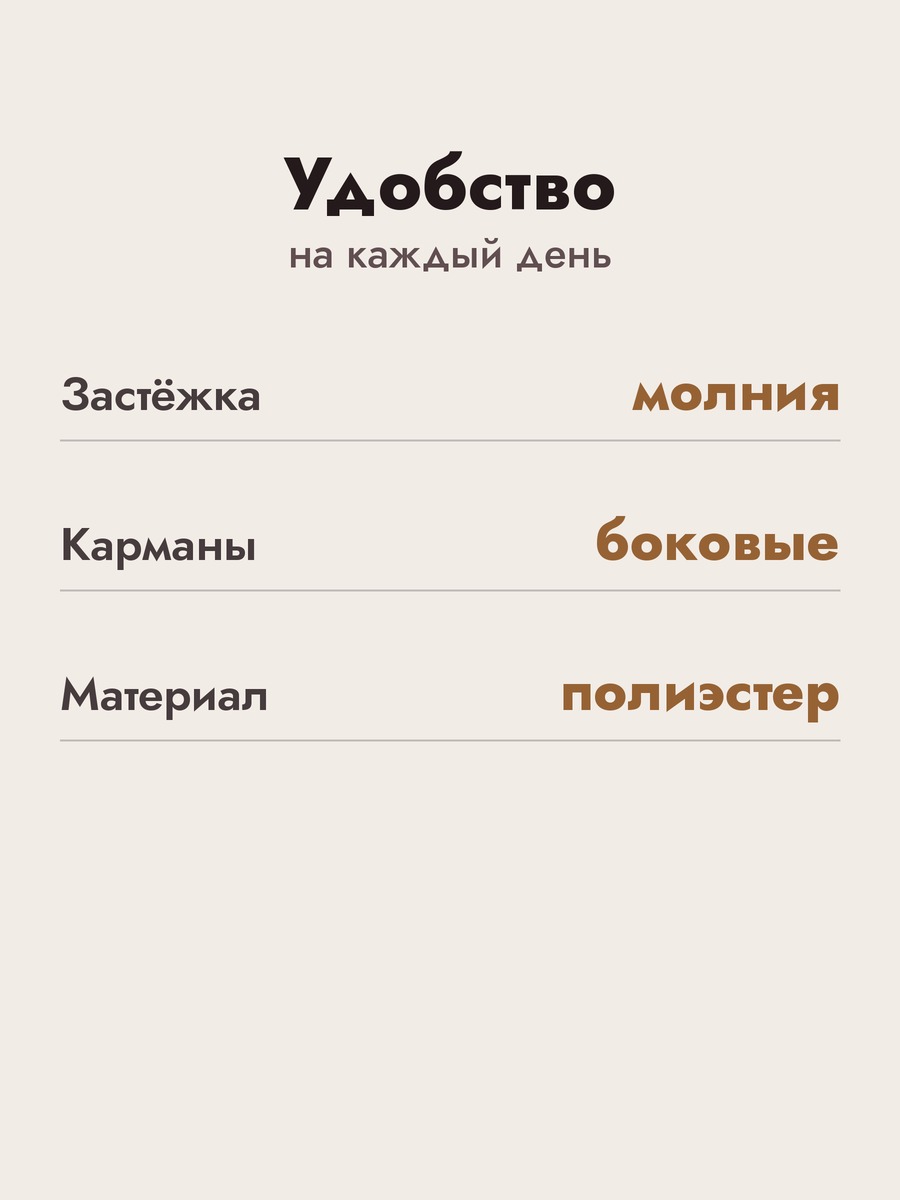 Удобство
на каждый день
Застёжка молния
Карманы боковые
Материал полиэстер